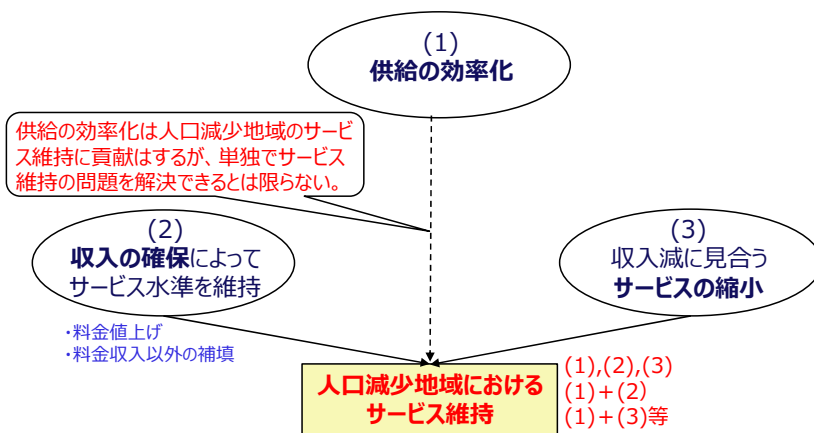 (1)
供給の効率化
供給の効率化は人口減少地域のサービ
ス維持に貢献はするが、単独でサービス
維持の問題を解決できるとは限らない。
(2)
収入の確保によって
サービス水準を維持
(3)
収入減に見合う
サービスの縮小
・料金値上げ
・料金収入以外の補填
人口減少地域における
サービス維持
(1),(2),(3)
(1)+(2)
(1)+(3)等